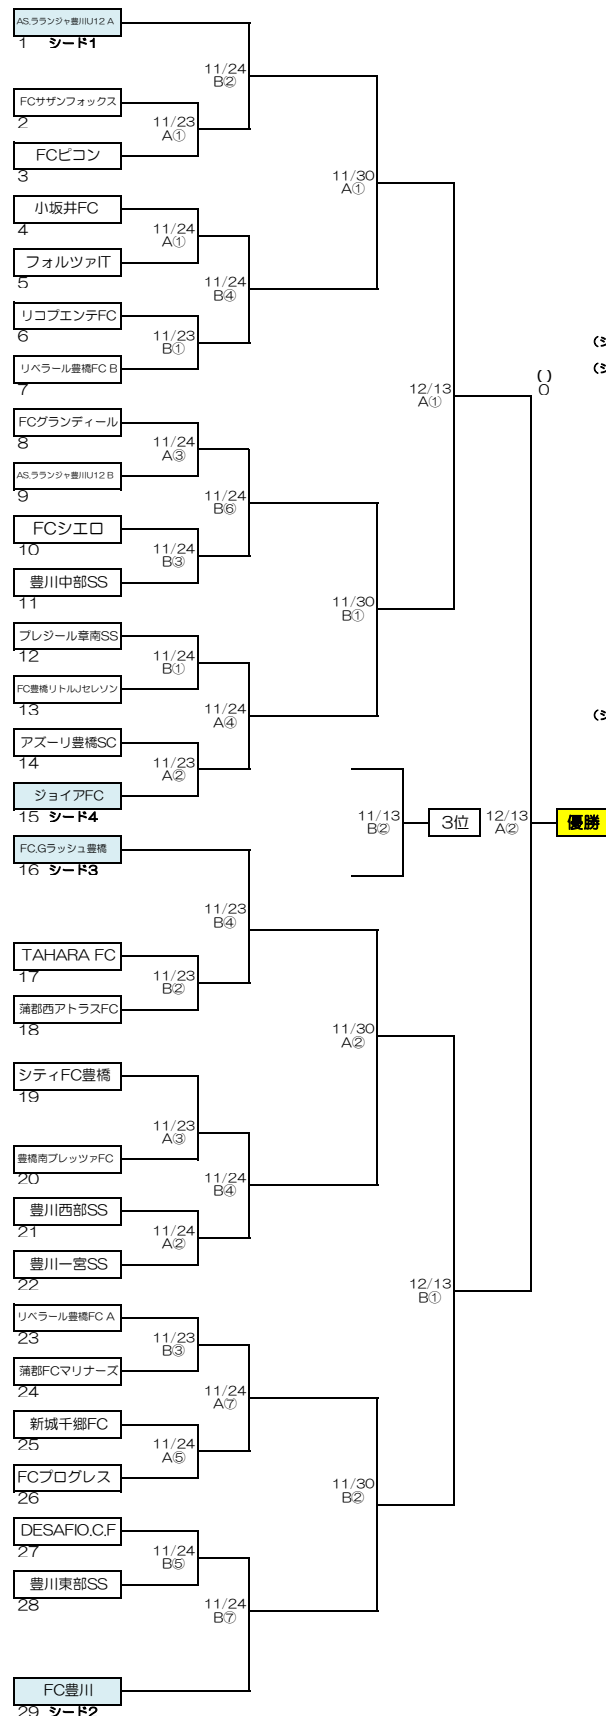 AS.ラランジャ豊川U12 A
1 シード1
11/24
B②
FCサザンフォックス
2
11/23
A①
FCピコン
3
11/30
A①
小坂井FC
4
11/24
A①
フォルツァIT
5
11/24
B④
リコプエンテFC
6
11/23
B①
リベラール豊橋FC B
7
12/13
A①
()
0
FCグランディール
8
11/24
A③
AS.ラランジャ豊川U12 B
9
11/24
B⑥
FCシエロ
10
11/24
B③
豊川中部SS
11
11/30
B①
プレジール章南SS
12
11/24
B①
FC豊橋リトルJセレソン
13
11/24
A④
アズーリ豊橋SC
14
11/23
A②
ジョイアFC
15 シード4
11/13
B②
3位
12/13
A②
優勝
FC.Gラッシュ豊橋
16 シード3
11/23
B④
TAHARA FC
17
11/23
B②
蒲郡西アトラスFC
18
11/30
A②
シティFC豊橋
19
11/23
A③
豊橋南プレッツァFC
20
11/24
B④
豊川西部SS
21
11/24
A②
豊川一宮SS
22
12/13
B①
リベラール豊橋FC A
23
11/23
B③
蒲郡FCマリナーズ
24
11/24
A⑦
新城千郷FC
25
11/24
A⑤
FCプログレス
26
11/30
B②
DESAFIO.C.F
27
11/24
B⑤
豊川東部SS
28
11/24
B⑦
FC豊川
29 シード2